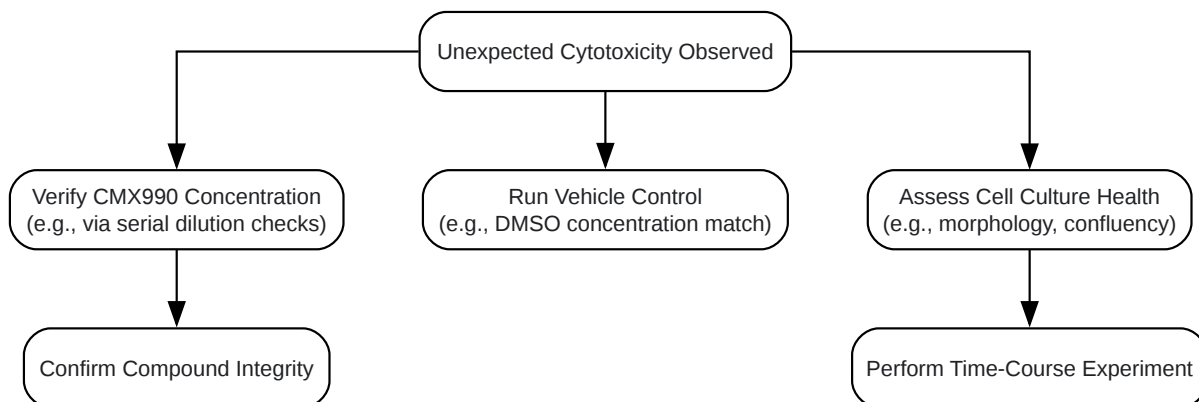 Unexpected Cytotoxicity Observed
Verify CMX990 Concentration
(e.g., via serial dilution checks)
Run Vehicle Control
(e.g., DMSO concentration match)
Assess Cell Culture Health
(e.g., morphology, confluency)
Confirm Compound Integrity
Perform Time-Course Experiment